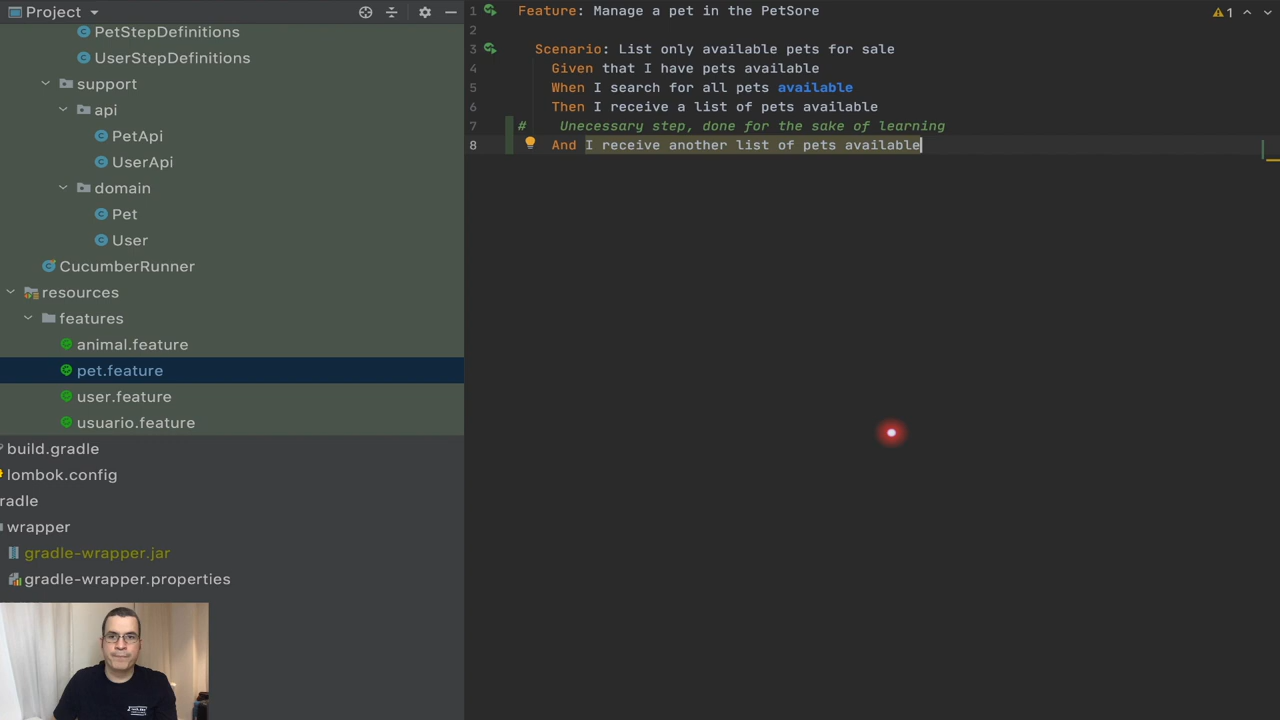 Project
PetStepDefinitions
UserStepDefinitions
support
api
PetApi
UserApi
domain
Pet
User
CucumberRunner
resources
features
animal.feature
pet.feature
user.feature
usuario.feature
build.gradle
lombok.config
radle
wrapper
gradle-wrapper.jar
gradle-wrapper.properties
1 Feature: Manage a pet in the PetSore
2
3 Scenario: List only available pets for sale
4 Given that I have pets available
5 When I search for all pets available
6 Then I receive a list of pets available
7 # Unecessary step, done for the sake of learning
8 And I receive another list of pets available
1